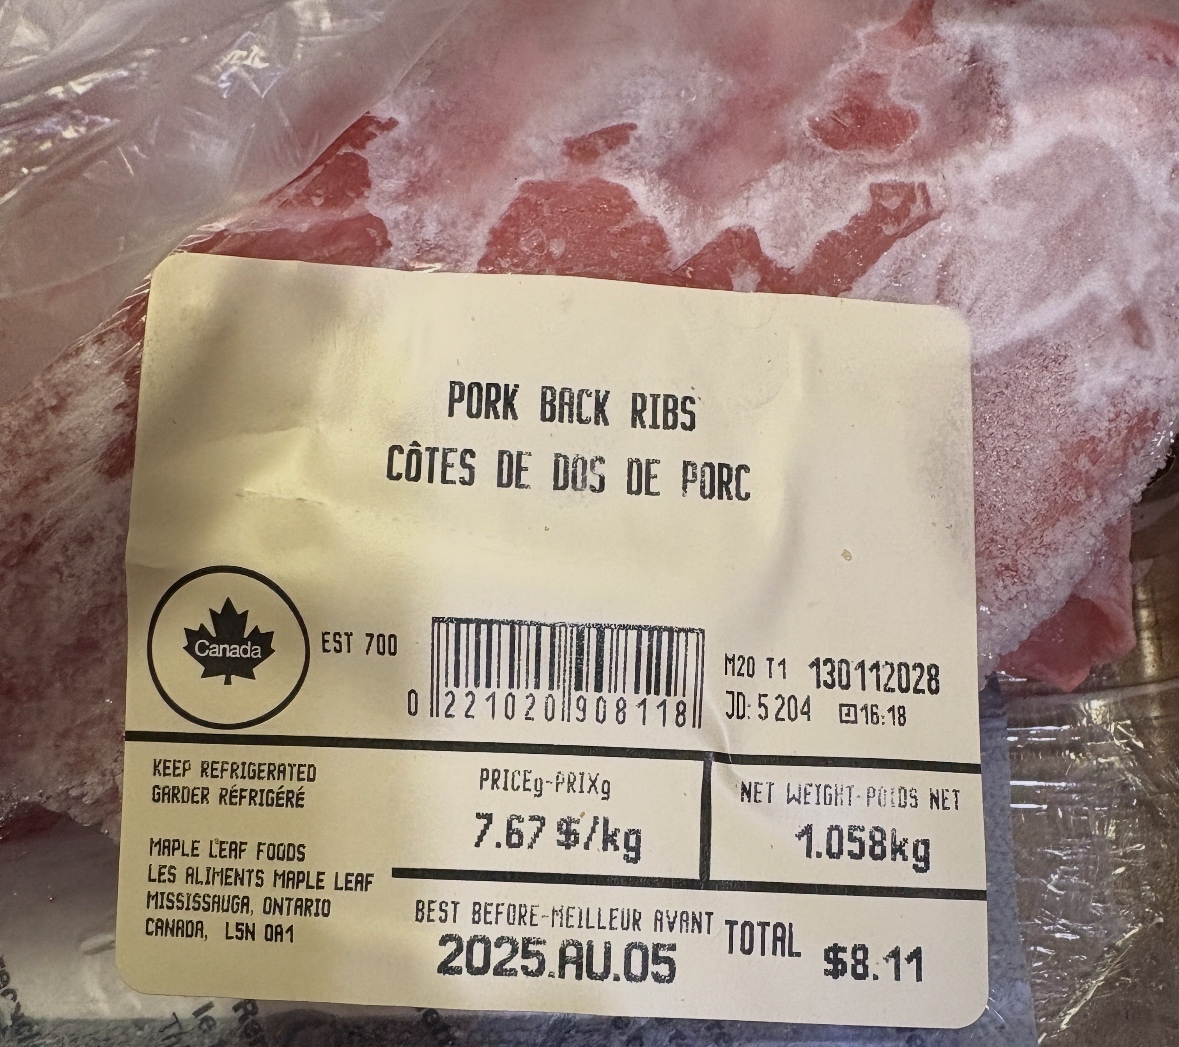 PORK BACK RIBS
CÔTES DE DOS DE PORC
Canada
EST 700
0 221020 908118
M20 T1 130112028
JD: 5204 16:18
KEEP REFRIGERATED
GARDER RÉFRIGÉRÉ
MAPLE LEAF FOODS
LES ALIMENTS MAPLE LEAF
MISSISSAUGA, ONTARIO
CANADA, L5N 0A1
PRICEg-PRIXg
7.67 $/kg
NET WEIGHT-POIDS NET
1.058kg
BEST BEFORE-MEILLEUR AVANT
2025.AU.05
TOTAL $8.11